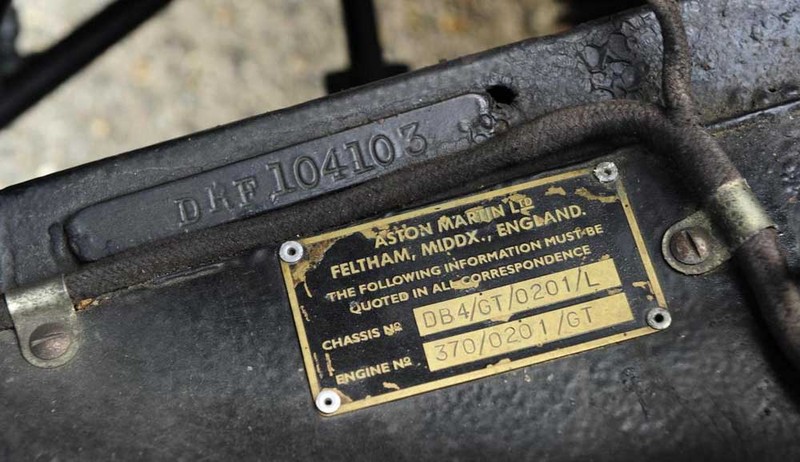 DRF 104103
ASTON MARTIN LTD
FELTHAM, MIDDX., ENGLAND.
THE FOLLOWING INFORMATION MUST BE
QUOTED IN ALL CORRESPONDENCE
CHASSIS No DB4/GT/0201/L
ENGINE No 370/0201/GT